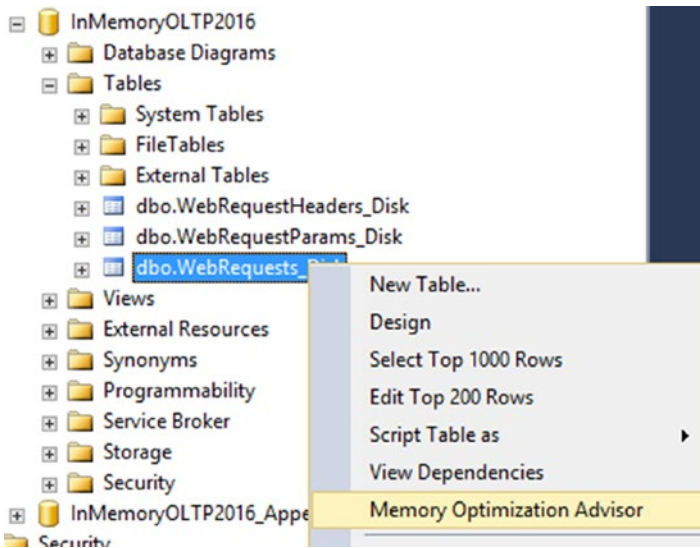 InMemoryOLTP2016
Database Diagrams
Tables
System Tables
FileTables
External Tables
dbo.WebRequestHeaders_Disk
dbo.WebRequestParams_Disk
dbo.WebRequests_Disk
Views
External Resources
Synonyms
Programmability
Service Broker
Storage
Security
InMemoryOLTP2016_Appe
Security
New Table...
Design
Select Top 1000 Rows
Edit Top 200 Rows
Script Table as
View Dependencies
Memory Optimization Advisor